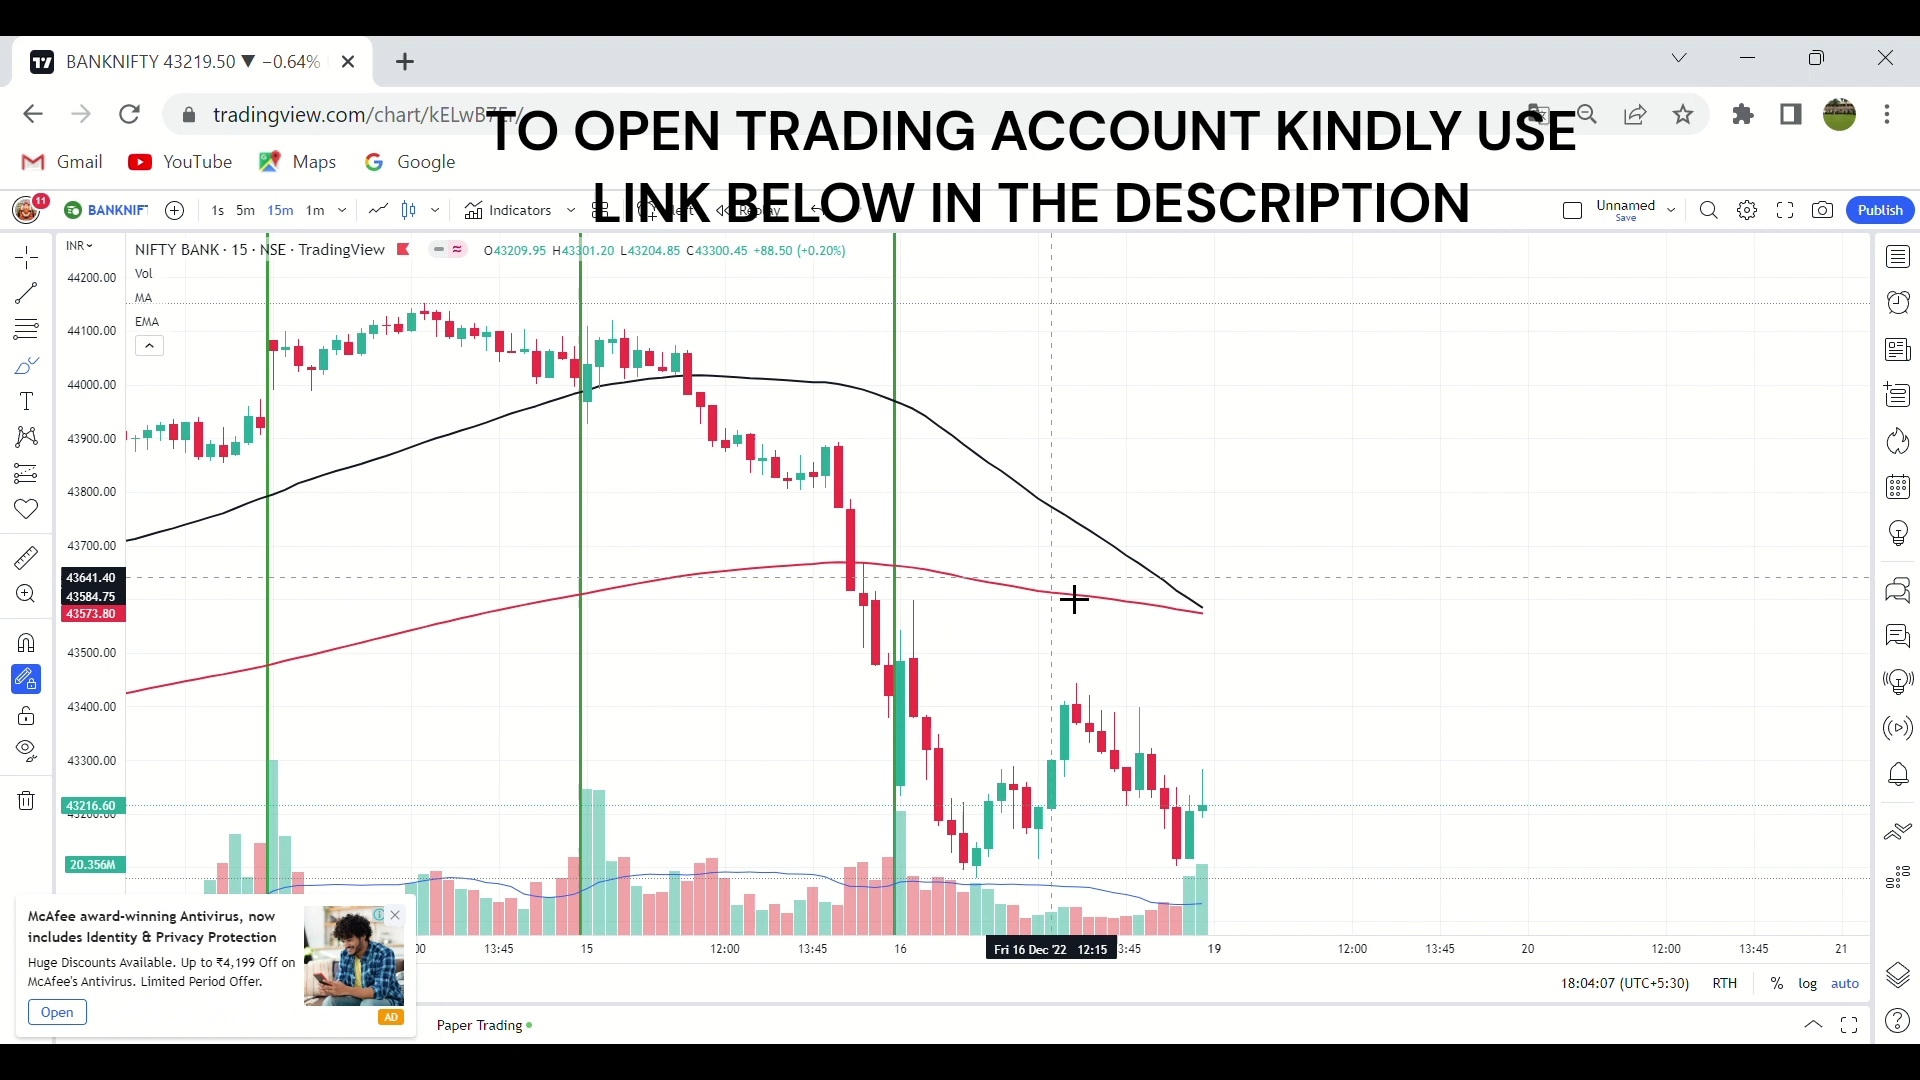 BANKNIFTY 43219.50 ▼ −0.64%
tradingview.com/chart/kELwB7Er/
TO OPEN TRADING ACCOUNT KINDLY USE
LINK BELOW IN THE DESCRIPTION
Gmail YouTube Maps Google
11 BANKNIF 1s 5m 15m 1m Indicators Replay Unnamed Save Publish
INR NIFTY BANK · 15 · NSE · TradingView O43209.95 H43301.20 L43204.85 C43300.45 +88.50 (+0.20%)
Vol
MA
EMA
44200.00
44100.00
44000.00
43900.00
43800.00
43700.00
43641.40
43584.75
43573.80
43500.00
43400.00
43300.00
43216.60
43200.00
20.356M
13:45 15 12:00 13:45 16 Fri 16 Dec '22 12:15 3:45 19 12:00 13:45 20 12:00 13:45 21
McAfee award-winning Antivirus, now
includes Identity & Privacy Protection
Huge Discounts Available. Up to ₹4,199 Off on
McAfee's Antivirus. Limited Period Offer.
Open
AD
18:04:07 (UTC+5:30) RTH % log auto
Paper Trading